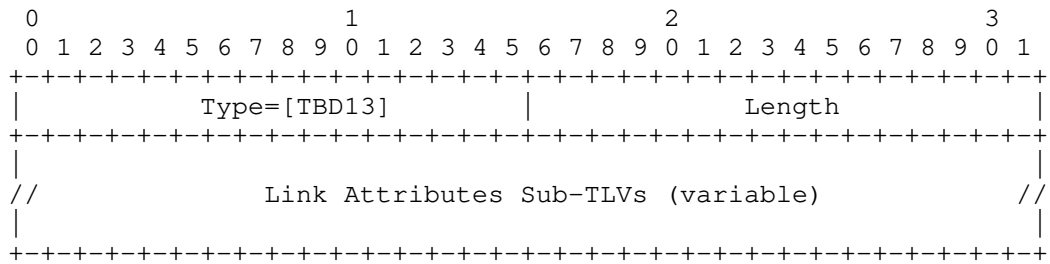 0                   1                   2                   3
 0 1 2 3 4 5 6 7 8 9 0 1 2 3 4 5 6 7 8 9 0 1 2 3 4 5 6 7 8 9 0 1
+-+-+-+-+-+-+-+-+-+-+-+-+-+-+-+-+-+-+-+-+-+-+-+-+-+-+-+-+-+-+-+-+
|           Type=[TBD13]        |             Length            |
+-+-+-+-+-+-+-+-+-+-+-+-+-+-+-+-+-+-+-+-+-+-+-+-+-+-+-+-+-+-+-+-+
|                                                               |
//              Link Attributes Sub-TLVs (variable)            //
|                                                               |
+-+-+-+-+-+-+-+-+-+-+-+-+-+-+-+-+-+-+-+-+-+-+-+-+-+-+-+-+-+-+-+-+